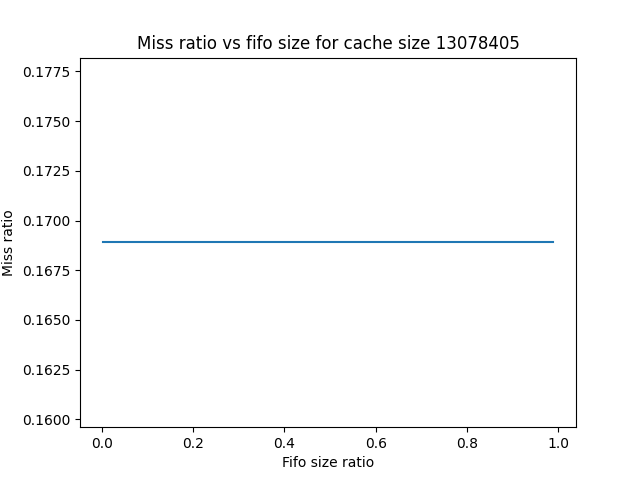 Miss ratio vs fifo size for cache size 13078405
0.1775
0.1750
0.1725
0.1700
0.1675
0.1650
0.1625
0.1600
Miss ratio
0.0 0.2 0.4 0.6 0.8 1.0
Fifo size ratio